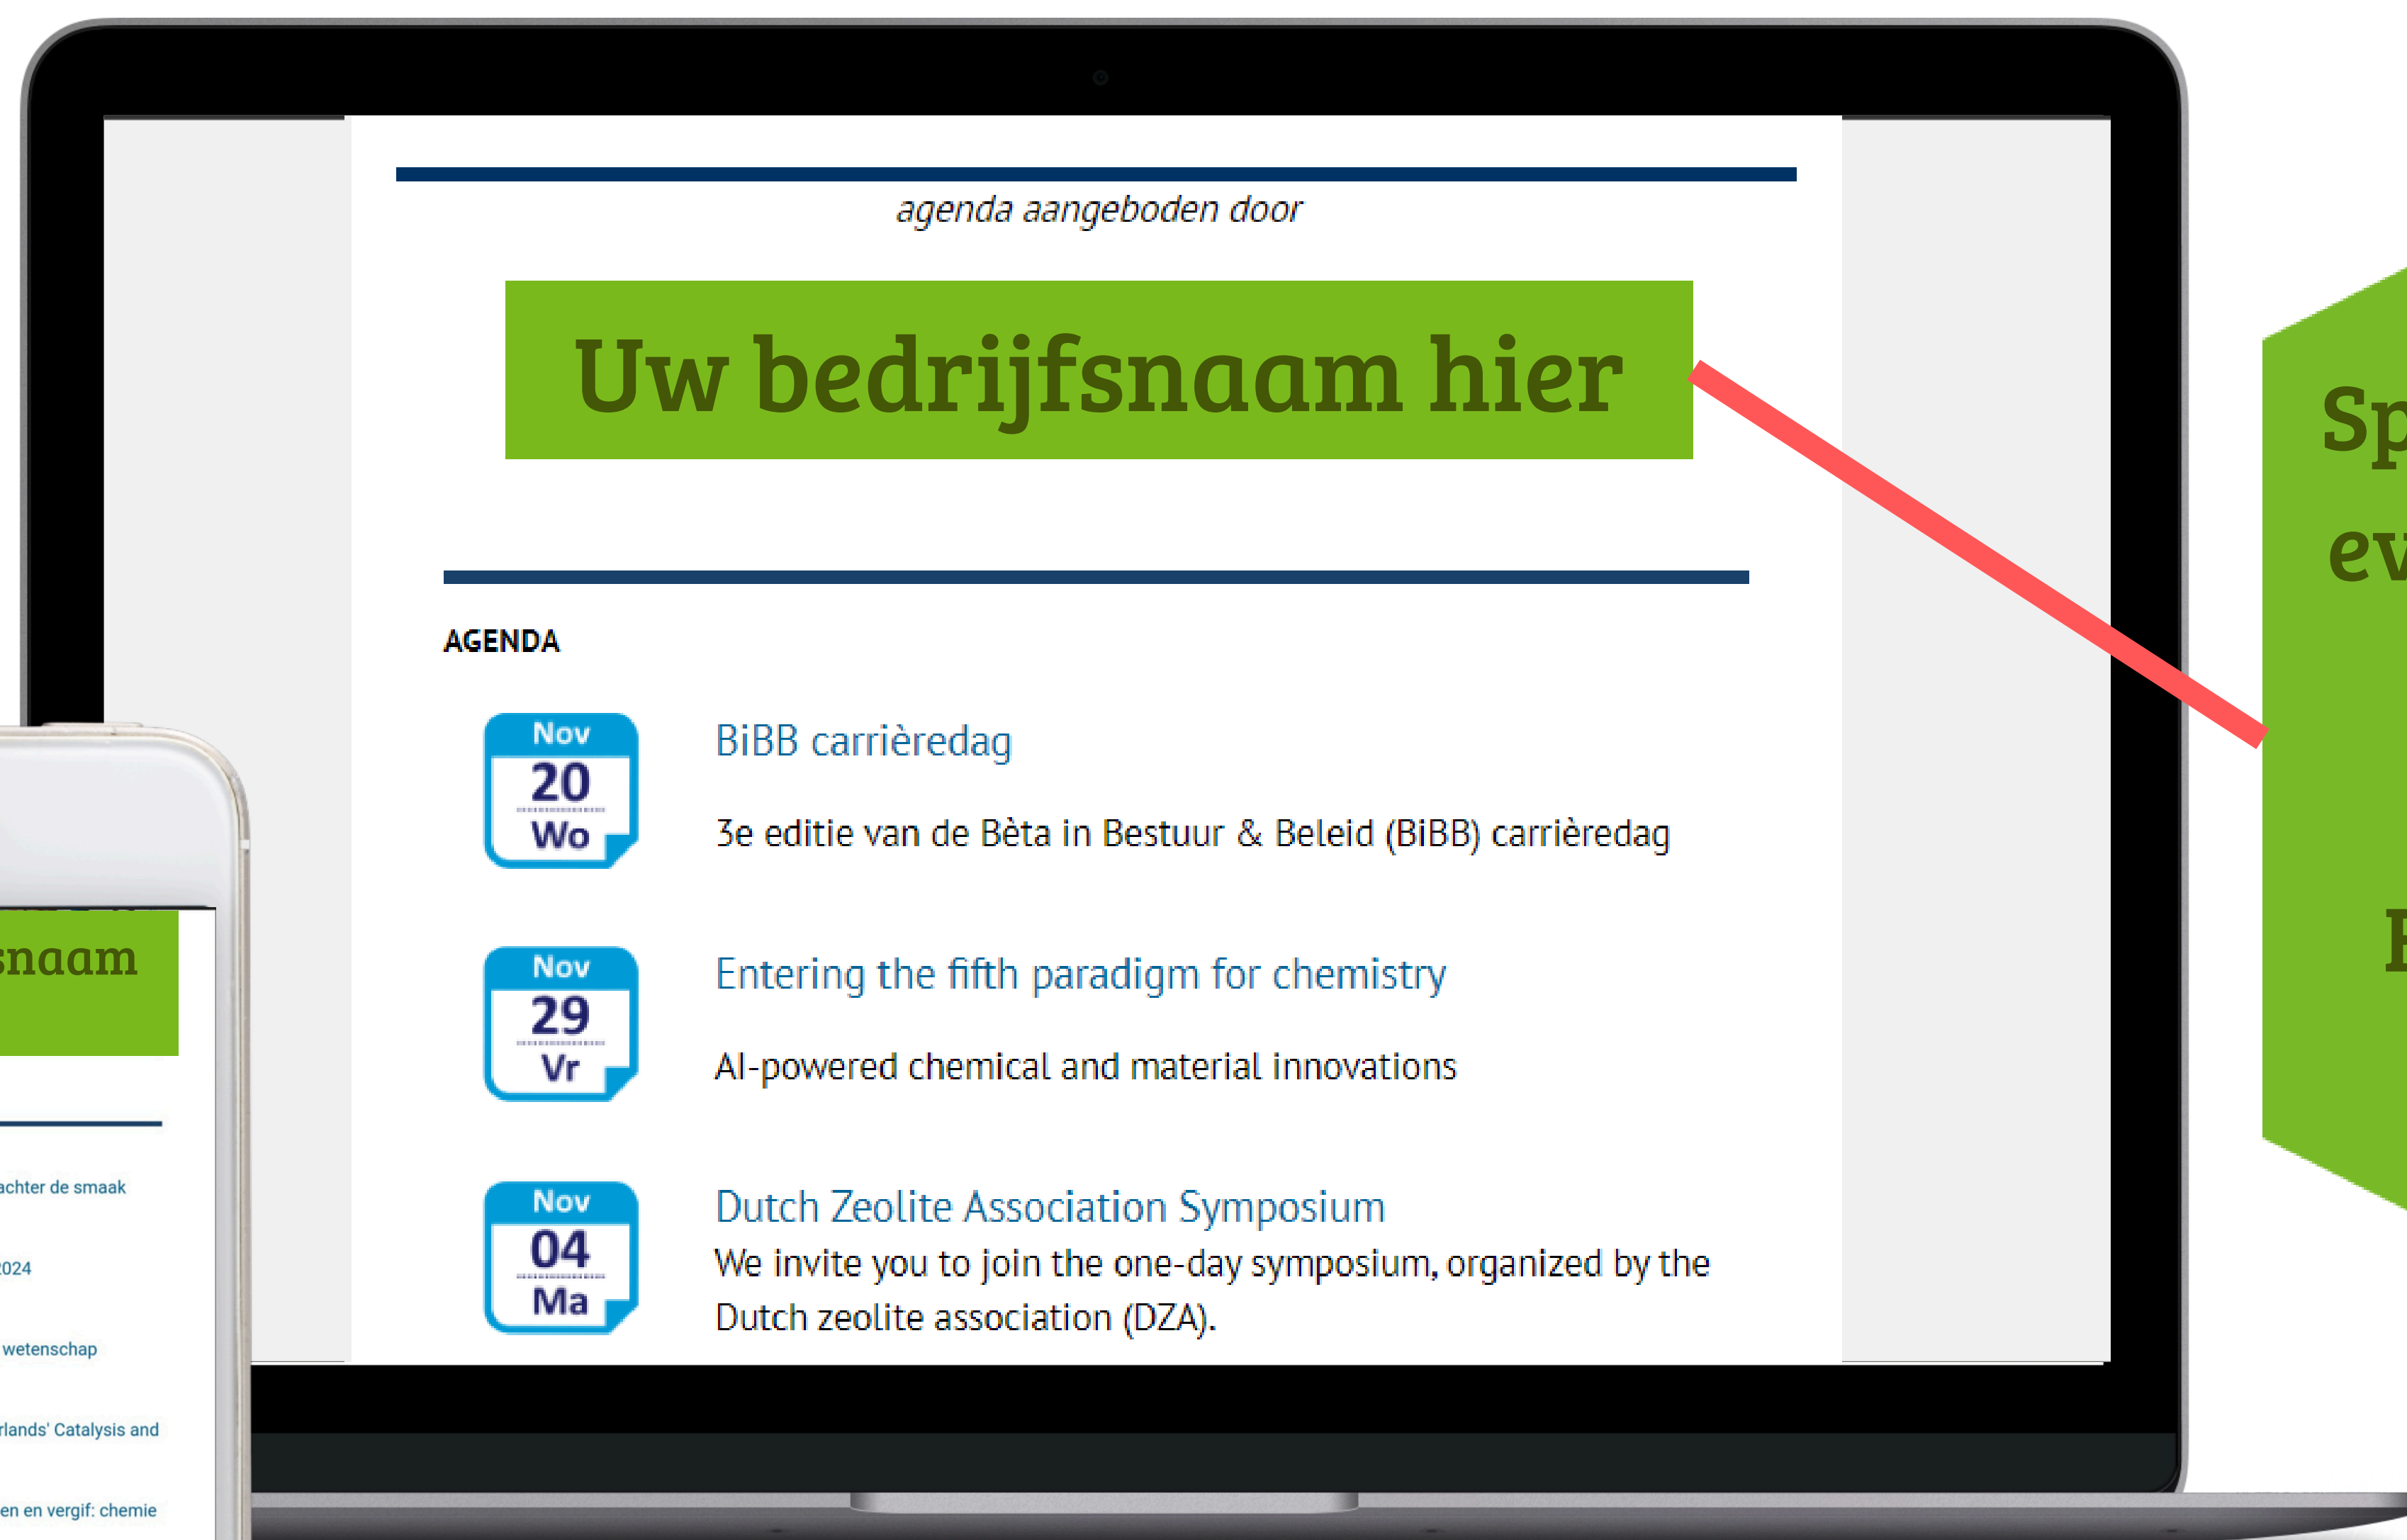 agenda aangeboden door
Uw bedrijfsnaam hier
AGENDA
Nov
20
Wo
BiBB carrièredag
3e editie van de Bèta in Bestuur & Beleid (BiBB) carrièredag
Nov
29
Vr
Entering the fifth paradigm for chemistry
AI-powered chemical and material innovations
Nov
04
Ma
Dutch Zeolite Association Symposium
We invite you to join the one-day symposium, organized by the
Dutch zeolite association (DZA).
snaam
achter de smaak
2024
wetenschap
rlands' Catalysis and
en en vergif: chemie
Sp
ev